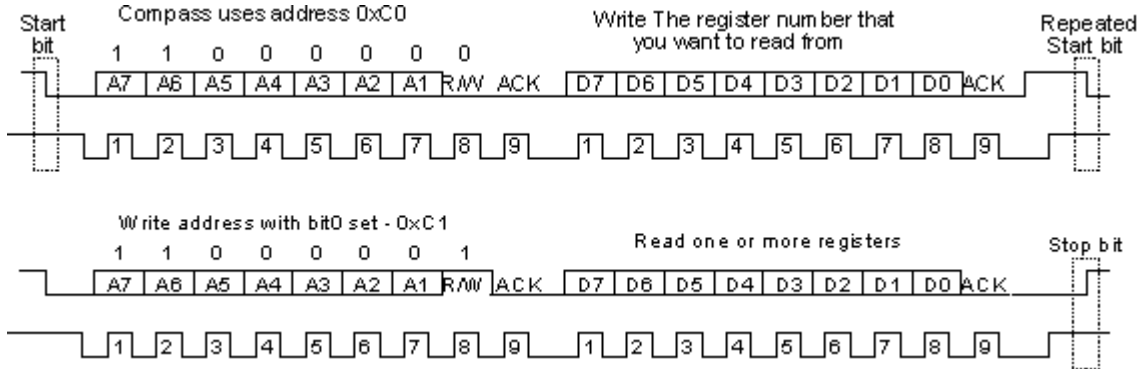 Start bit
Compass uses address 0xC0
Write The register number that you want to read from
Repeated Start bit
1 1 0 0 0 0 0 0
A7 A6 A5 A4 A3 A2 A1 R/W ACK D7 D6 D5 D4 D3 D2 D1 D0 ACK
1 2 3 4 5 6 7 8 9 1 2 3 4 5 6 7 8 9
Write address with bit0 set - 0xC1
1 1 0 0 0 0 0 1
Read one or more registers
Stop bit
A7 A6 A5 A4 A3 A2 A1 R/W ACK D7 D6 D5 D4 D3 D2 D1 D0 ACK
1 2 3 4 5 6 7 8 9 1 2 3 4 5 6 7 8 9